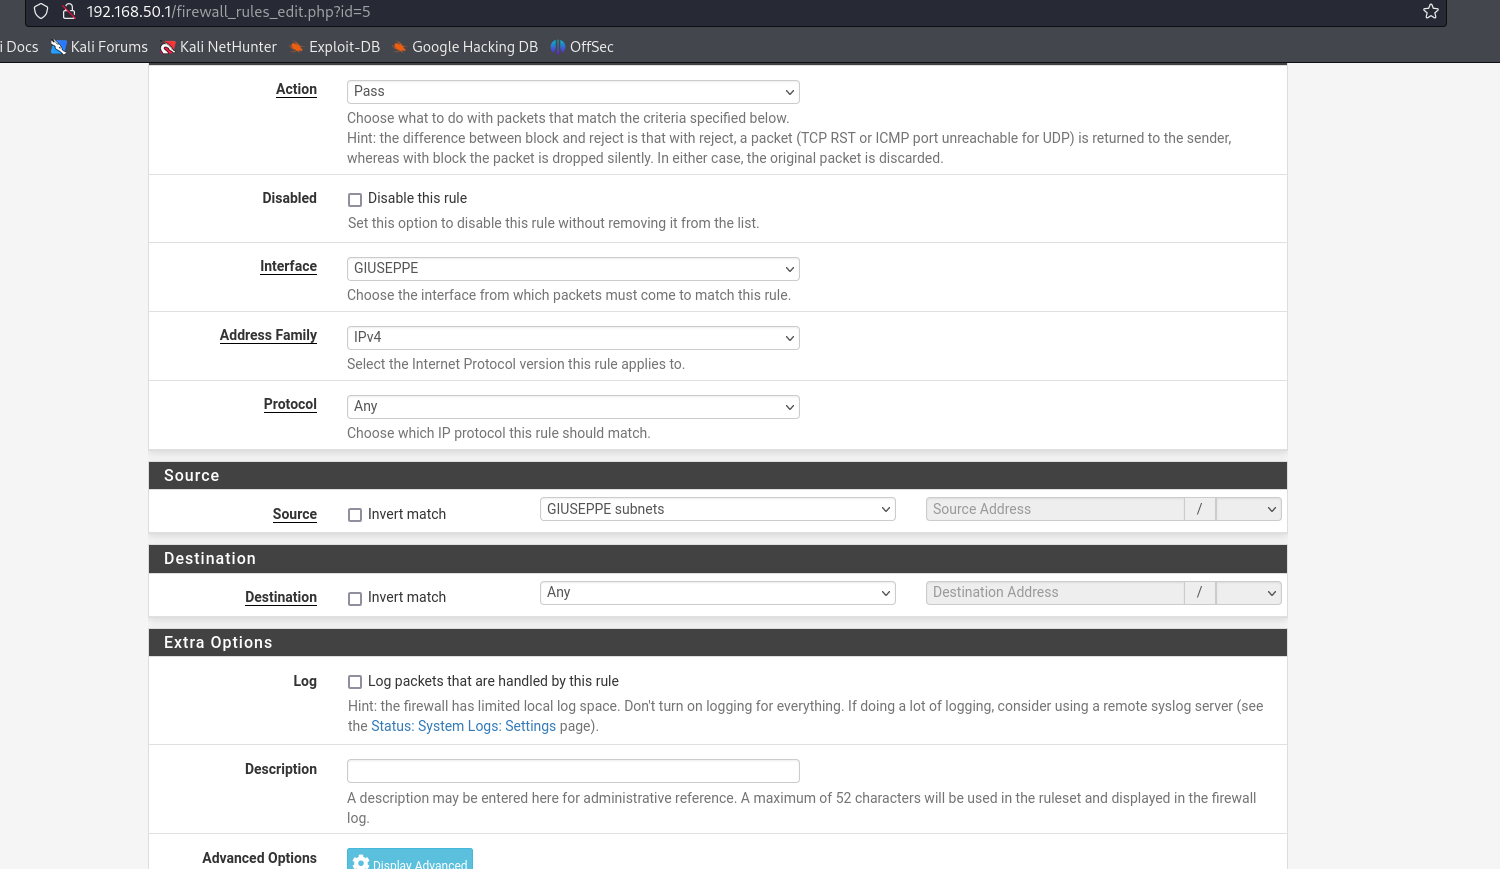 192.168.50.1/firewall_rules_edit.php?id=5
i Docs Kali Forums Kali NetHunter Exploit-DB Google Hacking DB OffSec
Action Pass
Choose what to do with packets that match the criteria specified below.
Hint: the difference between block and reject is that with reject, a packet (TCP RST or ICMP port unreachable for UDP) is returned to the sender,
whereas with block the packet is dropped silently. In either case, the original packet is discarded.
Disabled Disable this rule
Set this option to disable this rule without removing it from the list.
Interface GIUSEPPE
Choose the interface from which packets must come to match this rule.
Address Family IPv4
Select the Internet Protocol version this rule applies to.
Protocol Any
Choose which IP protocol this rule should match.
Source
Source Invert match GIUSEPPE subnets Source Address /
Destination
Destination Invert match Any Destination Address /
Extra Options
Log Log packets that are handled by this rule
Hint: the firewall has limited local log space. Don't turn on logging for everything. If doing a lot of logging, consider using a remote syslog server (see
the Status: System Logs: Settings page).
Description
A description may be entered here for administrative reference. A maximum of 52 characters will be used in the ruleset and displayed in the firewall
log.
Advanced Options Display Advanced